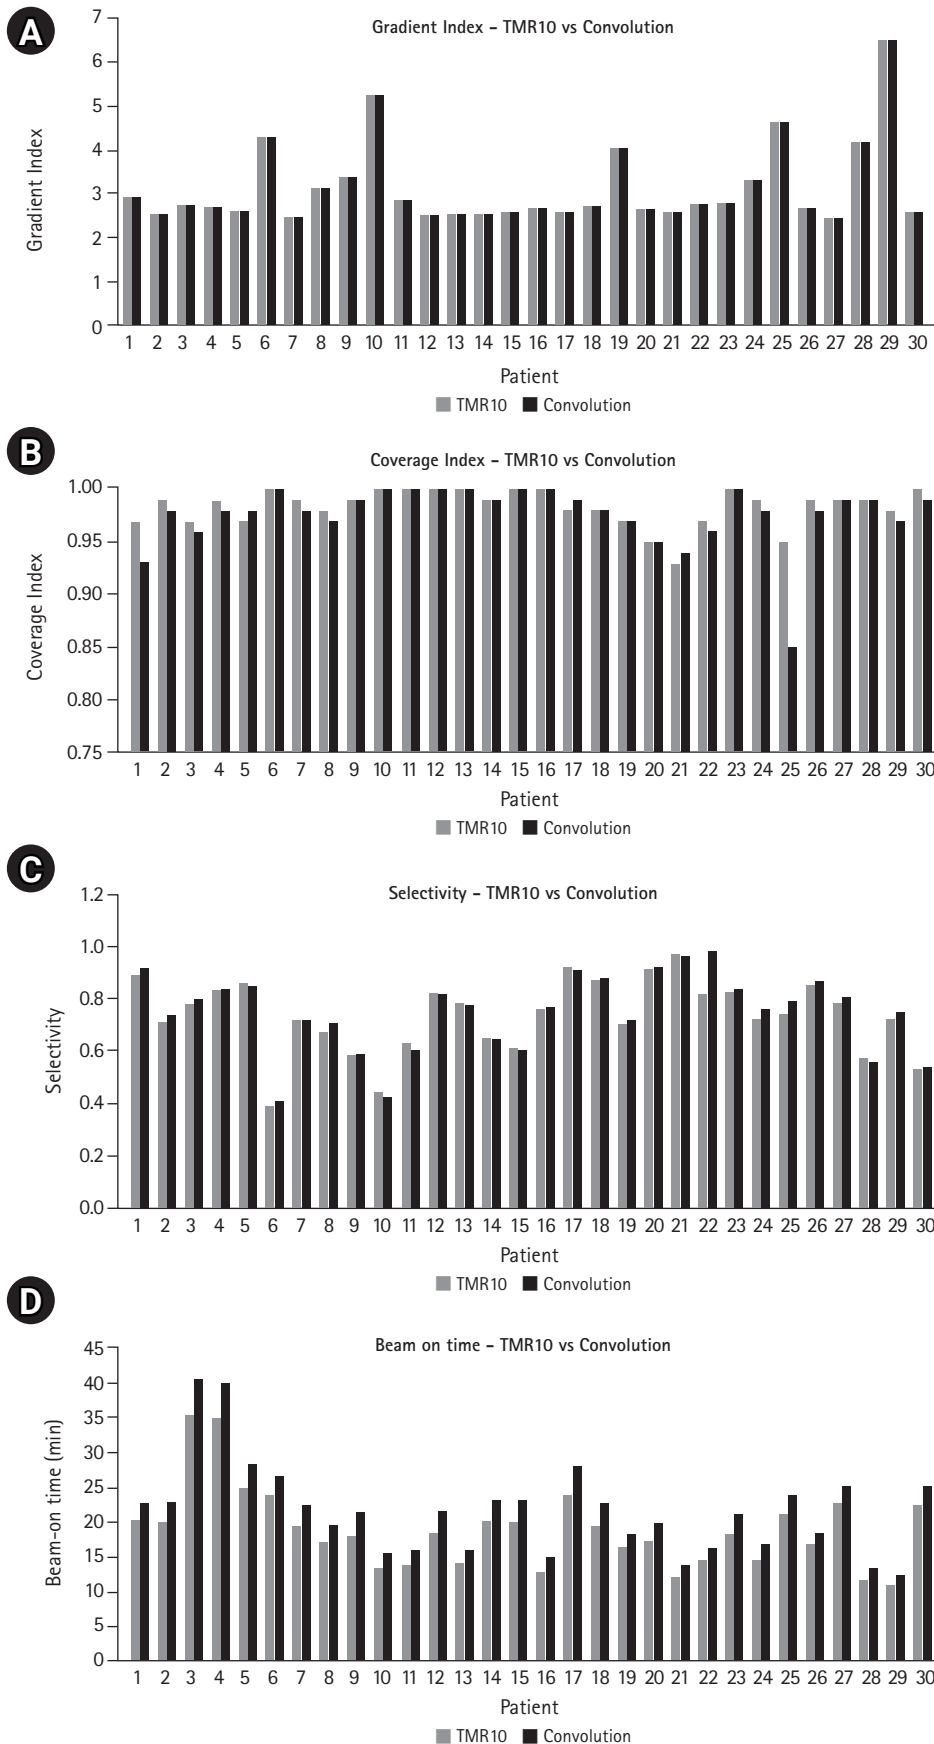 A
Gradient Index - TMR10 vs Convolution
Gradient Index
7
6
5
4
3
2
1
0
1 2 3 4 5 6 7 8 9 10 11 12 13 14 15 16 17 18 19 20 21 22 23 24 25 26 27 28 29 30
Patient
TMR10 Convolution
B
Coverage Index - TMR10 vs Convolution
Coverage Index
1.00
0.95
0.90
0.85
0.80
0.75
1 2 3 4 5 6 7 8 9 10 11 12 13 14 15 16 17 18 19 20 21 22 23 24 25 26 27 28 29 30
Patient
TMR10 Convolution
C
Selectivity - TMR10 vs Convolution
Selectivity
1.2
1.0
0.8
0.6
0.4
0.2
0.0
1 2 3 4 5 6 7 8 9 10 11 12 13 14 15 16 17 18 19 20 21 22 23 24 25 26 27 28 29 30
Patient
TMR10 Convolution
D
Beam on time - TMR10 vs Convolution
Beam-on time (min)
45
40
35
30
25
20
15
10
5
0
1 2 3 4 5 6 7 8 9 10 11 12 13 14 15 16 17 18 19 20 21 22 23 24 25 26 27 28 29 30
Patient
TMR10 Convolution